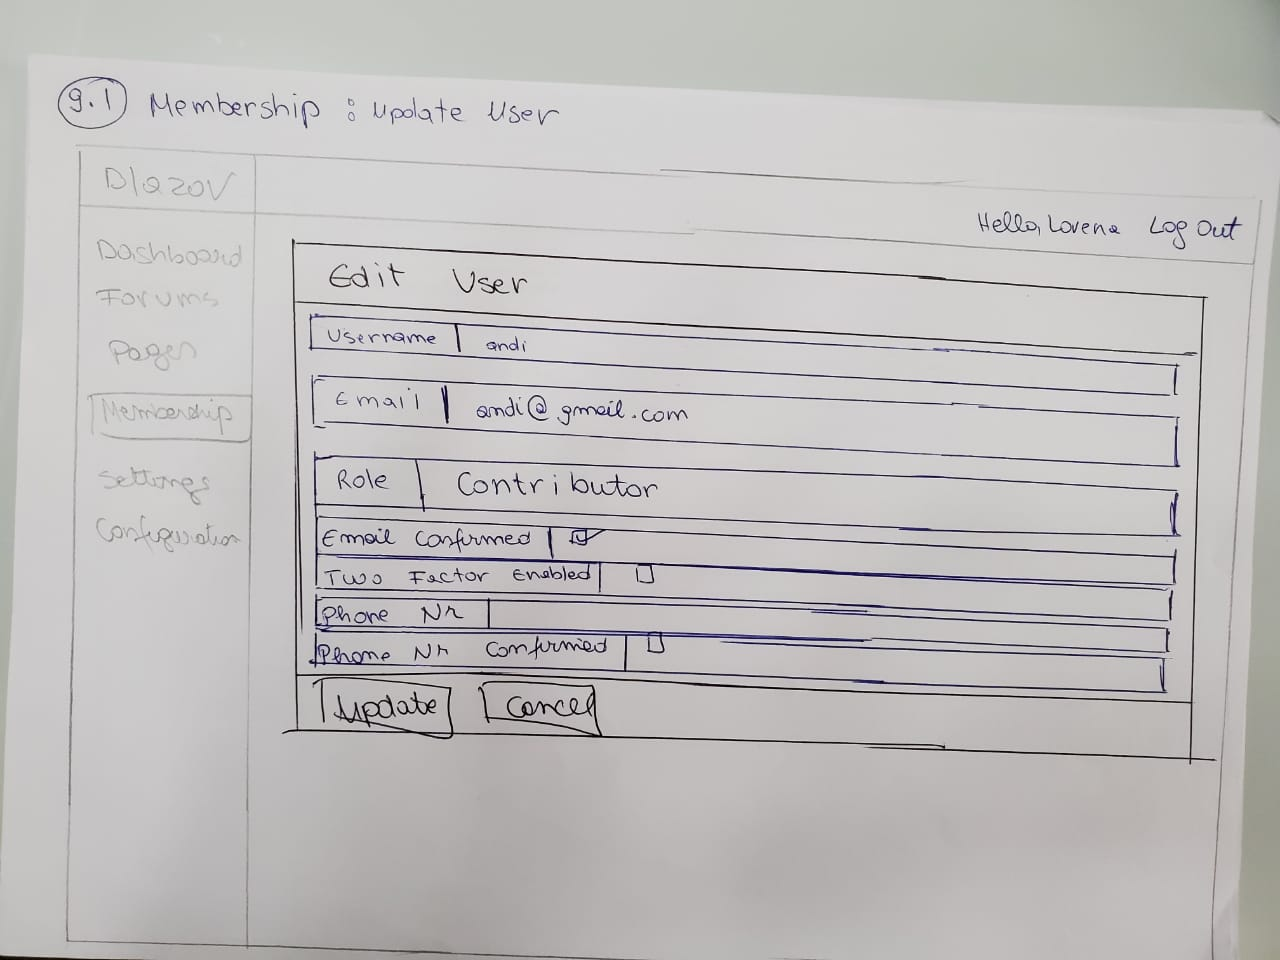 9.1 Membership : Update User
Dlazov
Hello, Lorena Log Out
Dashboard
Forums
Pages
Membership
Settings
Configuration
Edit User
Username andi
Email andi@gmail.com
Role Contributor
Email Confirmed
Two Factor Enabled
Phone Nr
Phone Nr Confirmed
Update Cancel